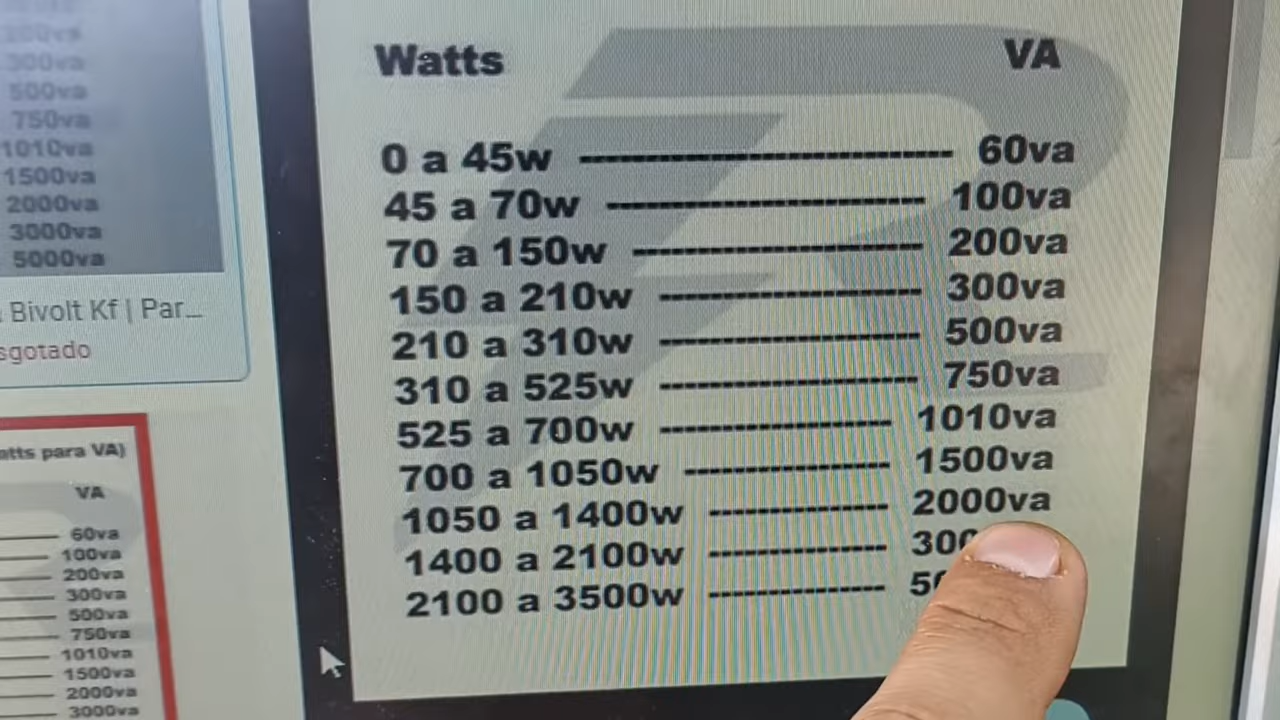 300va
500va
750va
1010va
1500va
2000va
3000va
5000va
Bivolt Kf | Par...
sgotado
atts para VA)
VA
60va
100va
200va
300va
500va
750va
1010va
1500va
2000va
3000va
Watts VA
0 a 45w ------------------------------ 60va
45 a 70w -------------------------- 100va
70 a 150w ----------------------- 200va
150 a 210w --------------------- 300va
210 a 310w --------------------- 500va
310 a 525w --------------------- 750va
525 a 700w ------------------- 1010va
700 a 1050w ----------------- 1500va
1050 a 1400w --------------- 2000va
1400 a 2100w --------------- 300
2100 a 3500w --------------- 50